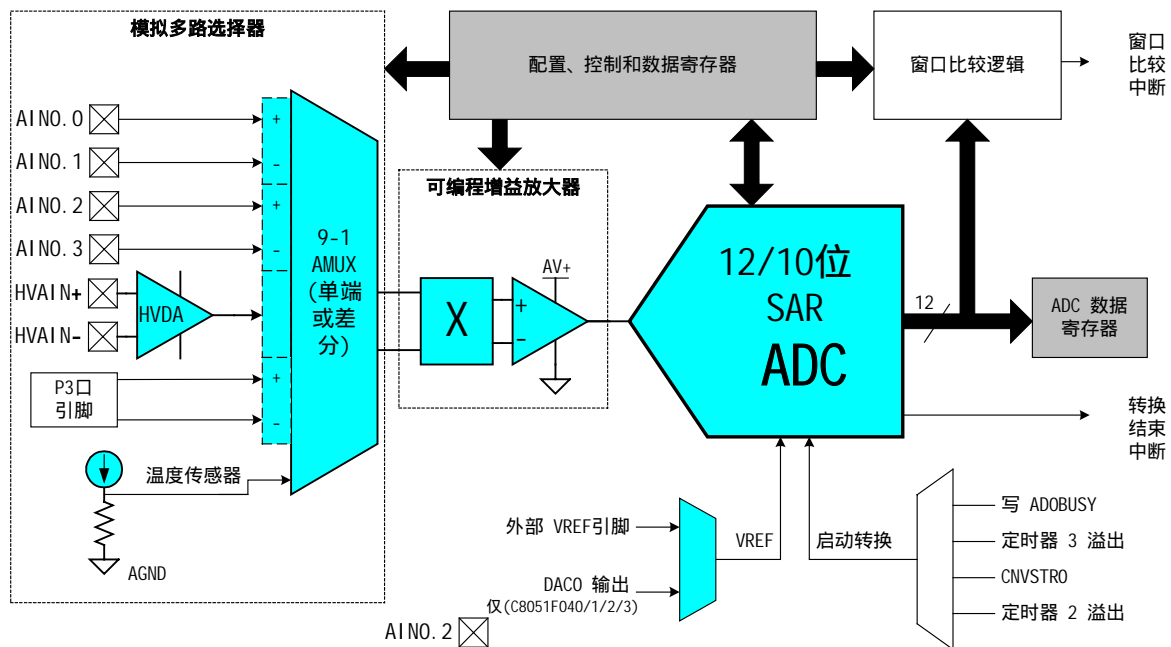 模拟多路选择器
配置、控制和数据寄存器
窗口比较逻辑
窗口
比较
中断
AIN0.0
AIN0.1
AIN0.2
AIN0.3
HVAIN+
HVAIN-
HVDA
P3口
引脚
+
-
+
-
+
-
9-1
AMUX
(单端
或差
分)
温度传感器
AGND
可编程增益放大器
X
AV+
+
-
12/10位
SAR
ADC
12
ADC 数据
寄存器
转换
结束
中断
外部 VREF引脚
DAC0 输出
仅(C8051F040/1/2/3)
VREF
启动转换
写 AD0BUSY
定时器 3 溢出
CNVSTR0
定时器 2 溢出
AIN0.2